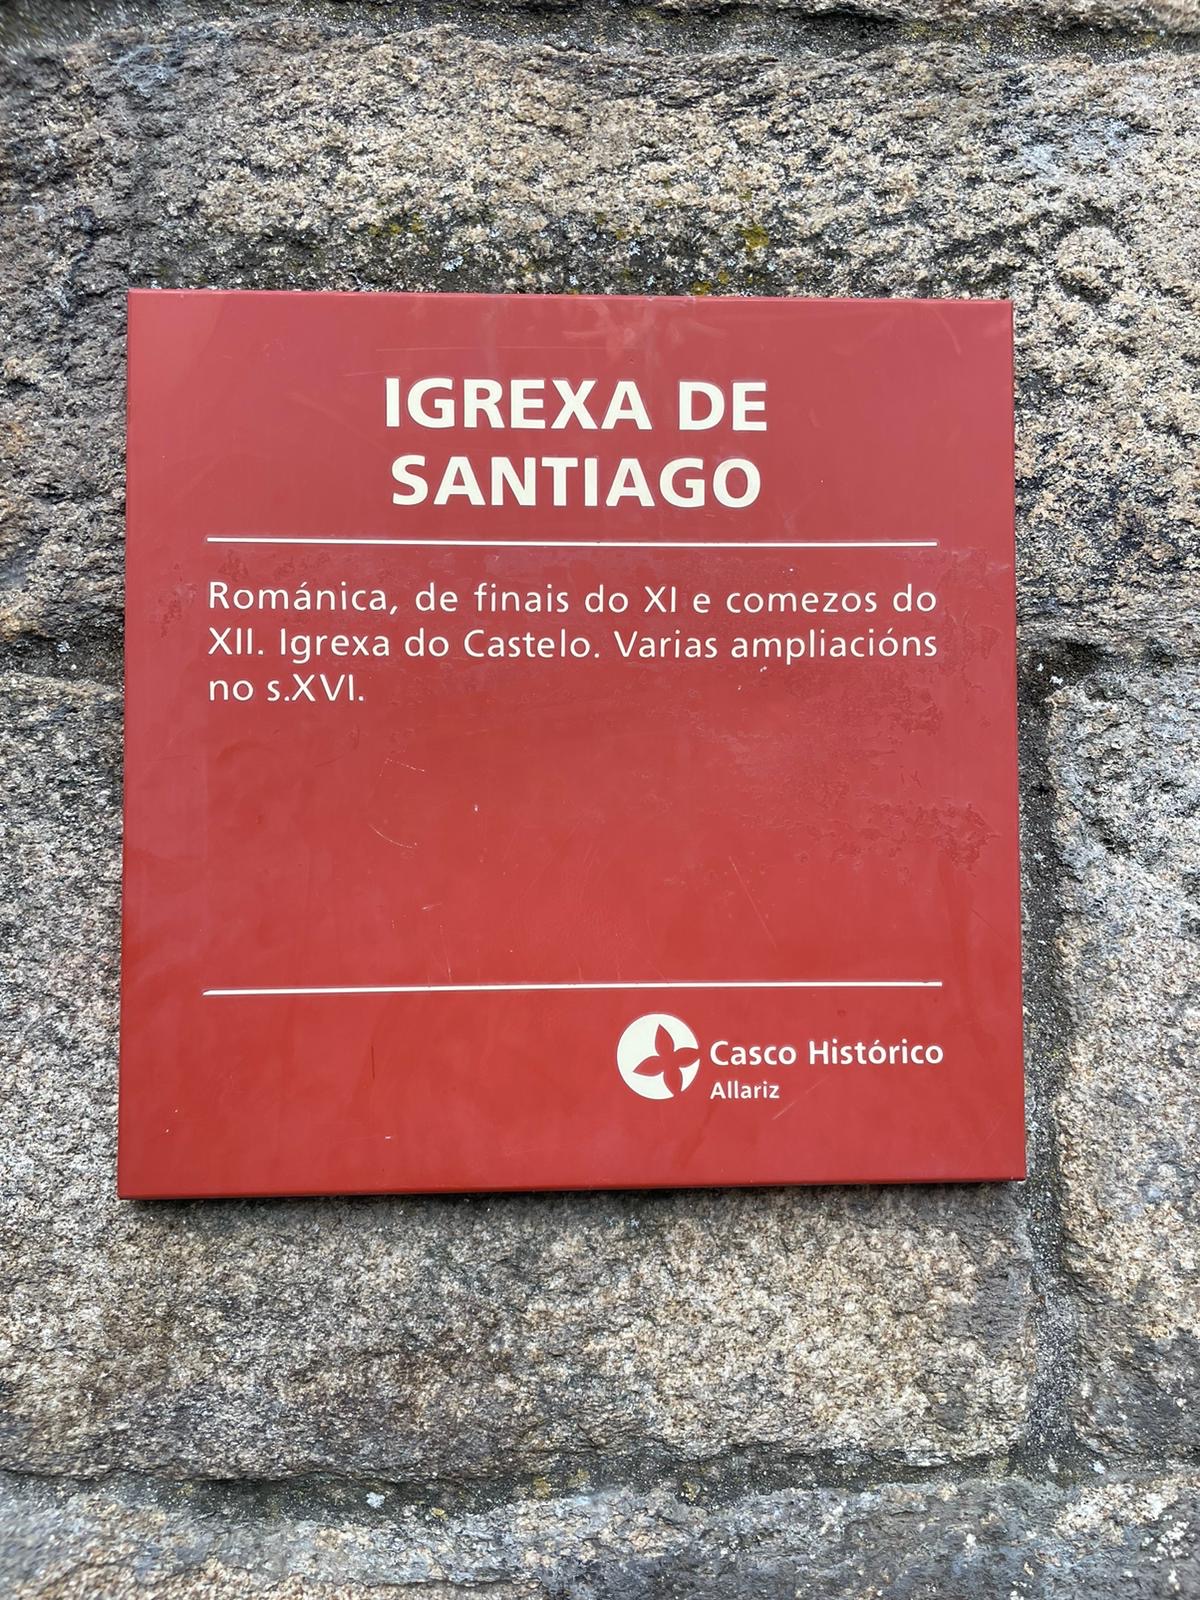 IGREXA DE
SANTIAGO
Románica, de finais do XI e comezos do
XII. Igrexa do Castelo. Varias ampliacións
no s.XVI.
Casco Histórico
Allariz